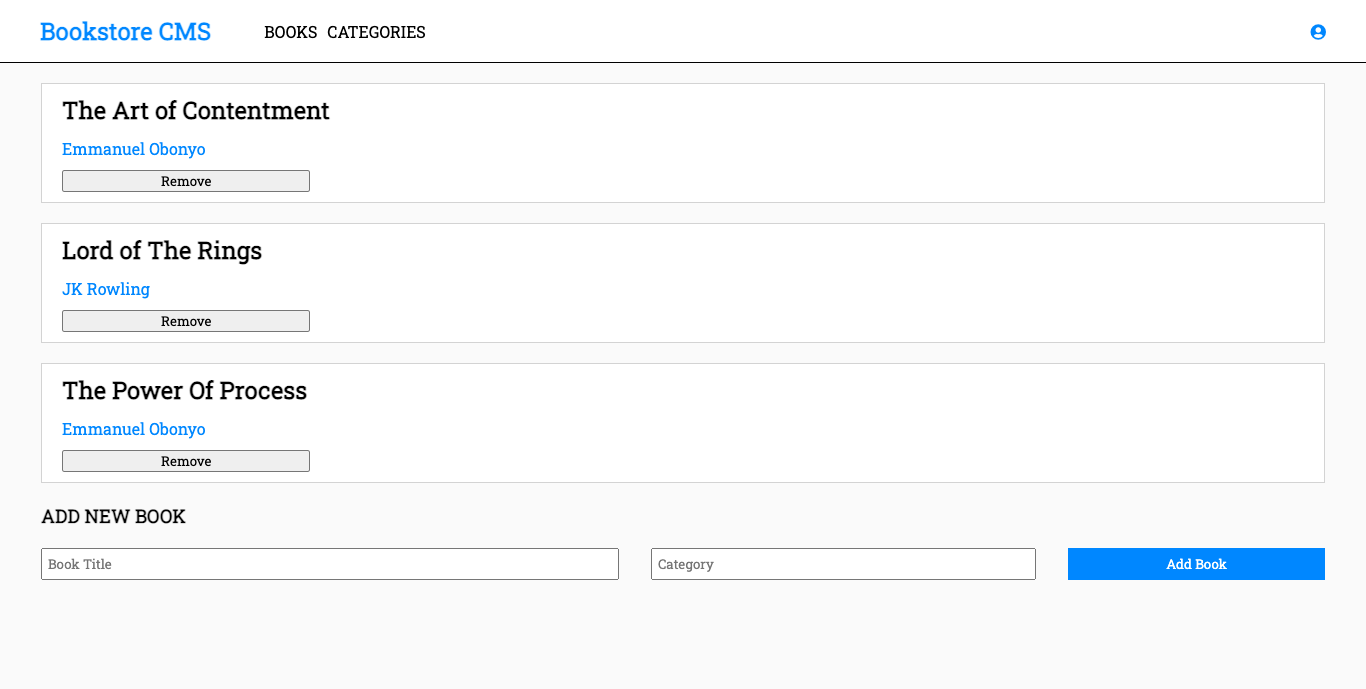 Bookstore CMS BOOKS CATEGORIES
The Art of Contentment
Emmanuel Obonyo
Remove
Lord of The Rings
JK Rowling
Remove
The Power Of Process
Emmanuel Obonyo
Remove
ADD NEW BOOK
Book Title Category Add Book